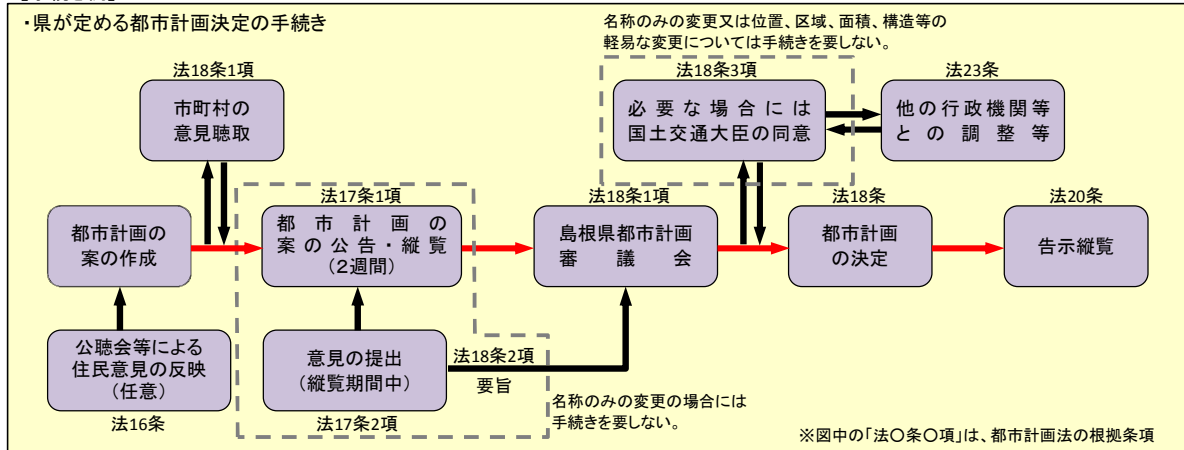 ・県が定める都市計画決定の手続き
名称のみの変更又は位置、区域、面積、構造等の
軽易な変更については手続きを要しない。
法18条1項
市町村の
意見聴取
法18条3項
必要な場合には
国土交通大臣の同意
法23条
他の行政機関等
との調整等
都市計画の
案の作成
法17条1項
都市計画の
案の公告・縦覧
(2週間)
法18条1項
島根県都市計画
審議会
法18条
都市計画
の決定
法20条
告示縦覧
公聴会等による
住民意見の反映
(任意)
法16条
意見の提出
(縦覧期間中)
法17条2項
法18条2項
要旨
名称のみの変更の場合には
手続きを要しない。
※図中の「法〇条〇項」は、都市計画法の根拠条項